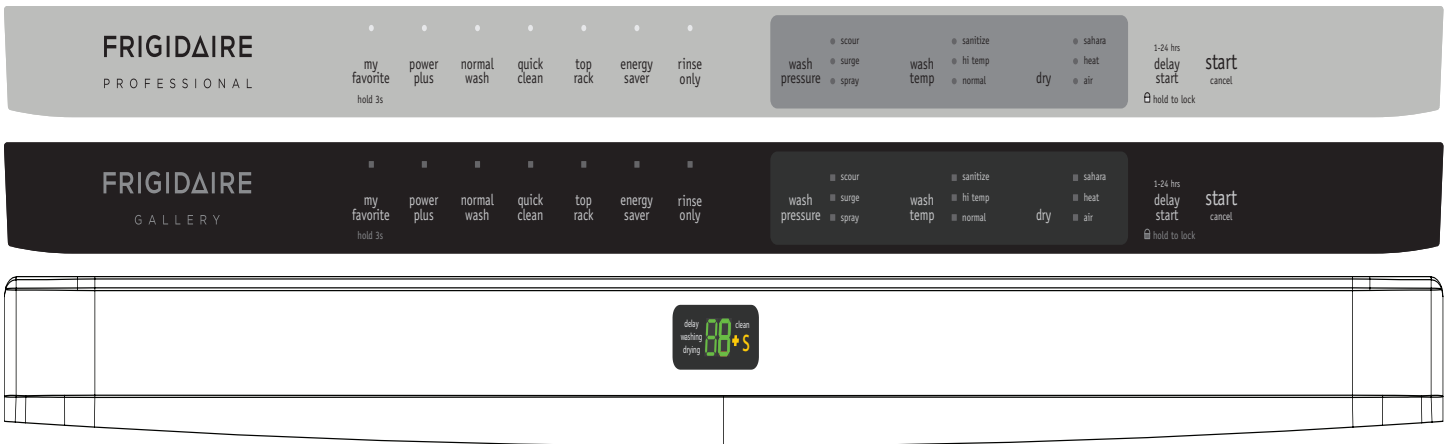 FRIGIDAIRE
PROFESSIONAL
my favorite
hold 3s
power plus
normal wash
quick clean
top rack
energy saver
rinse only
wash pressure
scour
surge
spray
wash temp
sanitize
hi temp
normal
dry
sahara
heat
air
1-24 hrs
delay start
hold to lock
start
cancel
FRIGIDAIRE
GALLERY
my favorite
hold 3s
power plus
normal wash
quick clean
top rack
energy saver
rinse only
wash pressure
scour
surge
spray
wash temp
sanitize
hi temp
normal
dry
sahara
heat
air
1-24 hrs
delay start
hold to lock
start
cancel
delay
washing
drying
88
clean
+ S